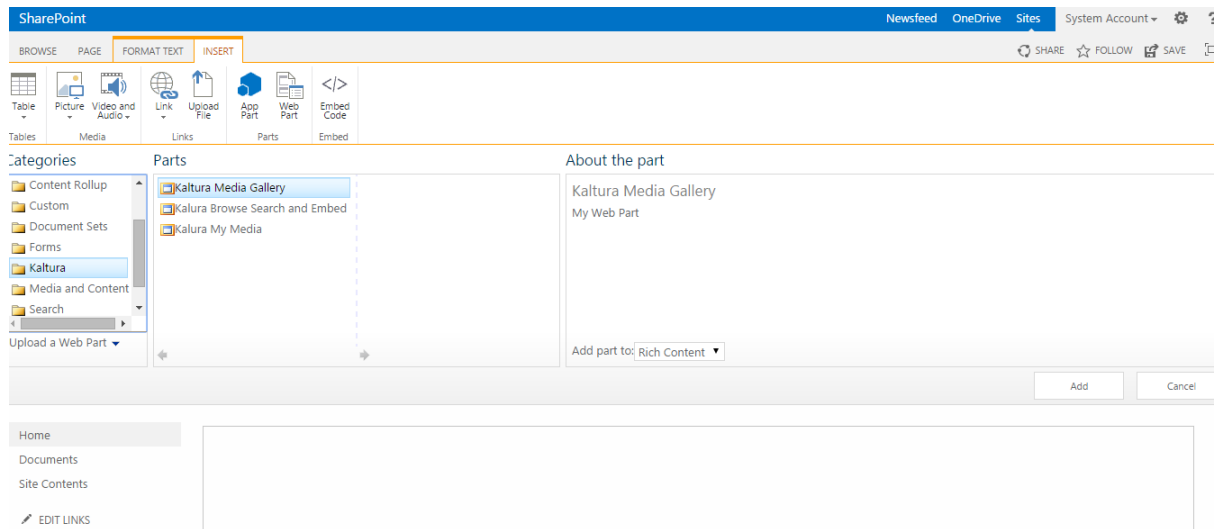 SharePoint Newsfeed OneDrive Sites System Account ?
BROWSE PAGE FORMAT TEXT INSERT SHARE FOLLOW SAVE
Table Picture Video and Audio Link Upload File App Part Web Part </> Embed Code
Tables Media Links Parts Embed
Categories Parts About the part
Content Rollup
Custom
Document Sets
Forms
Kaltura
Media and Content
Search
Upload a Web Part
Kaltura Media Gallery
Kalura Browse Search and Embed
Kalura My Media
Kaltura Media Gallery
My Web Part
Add part to: Rich Content
Add Cancel
Home
Documents
Site Contents
EDIT LINKS